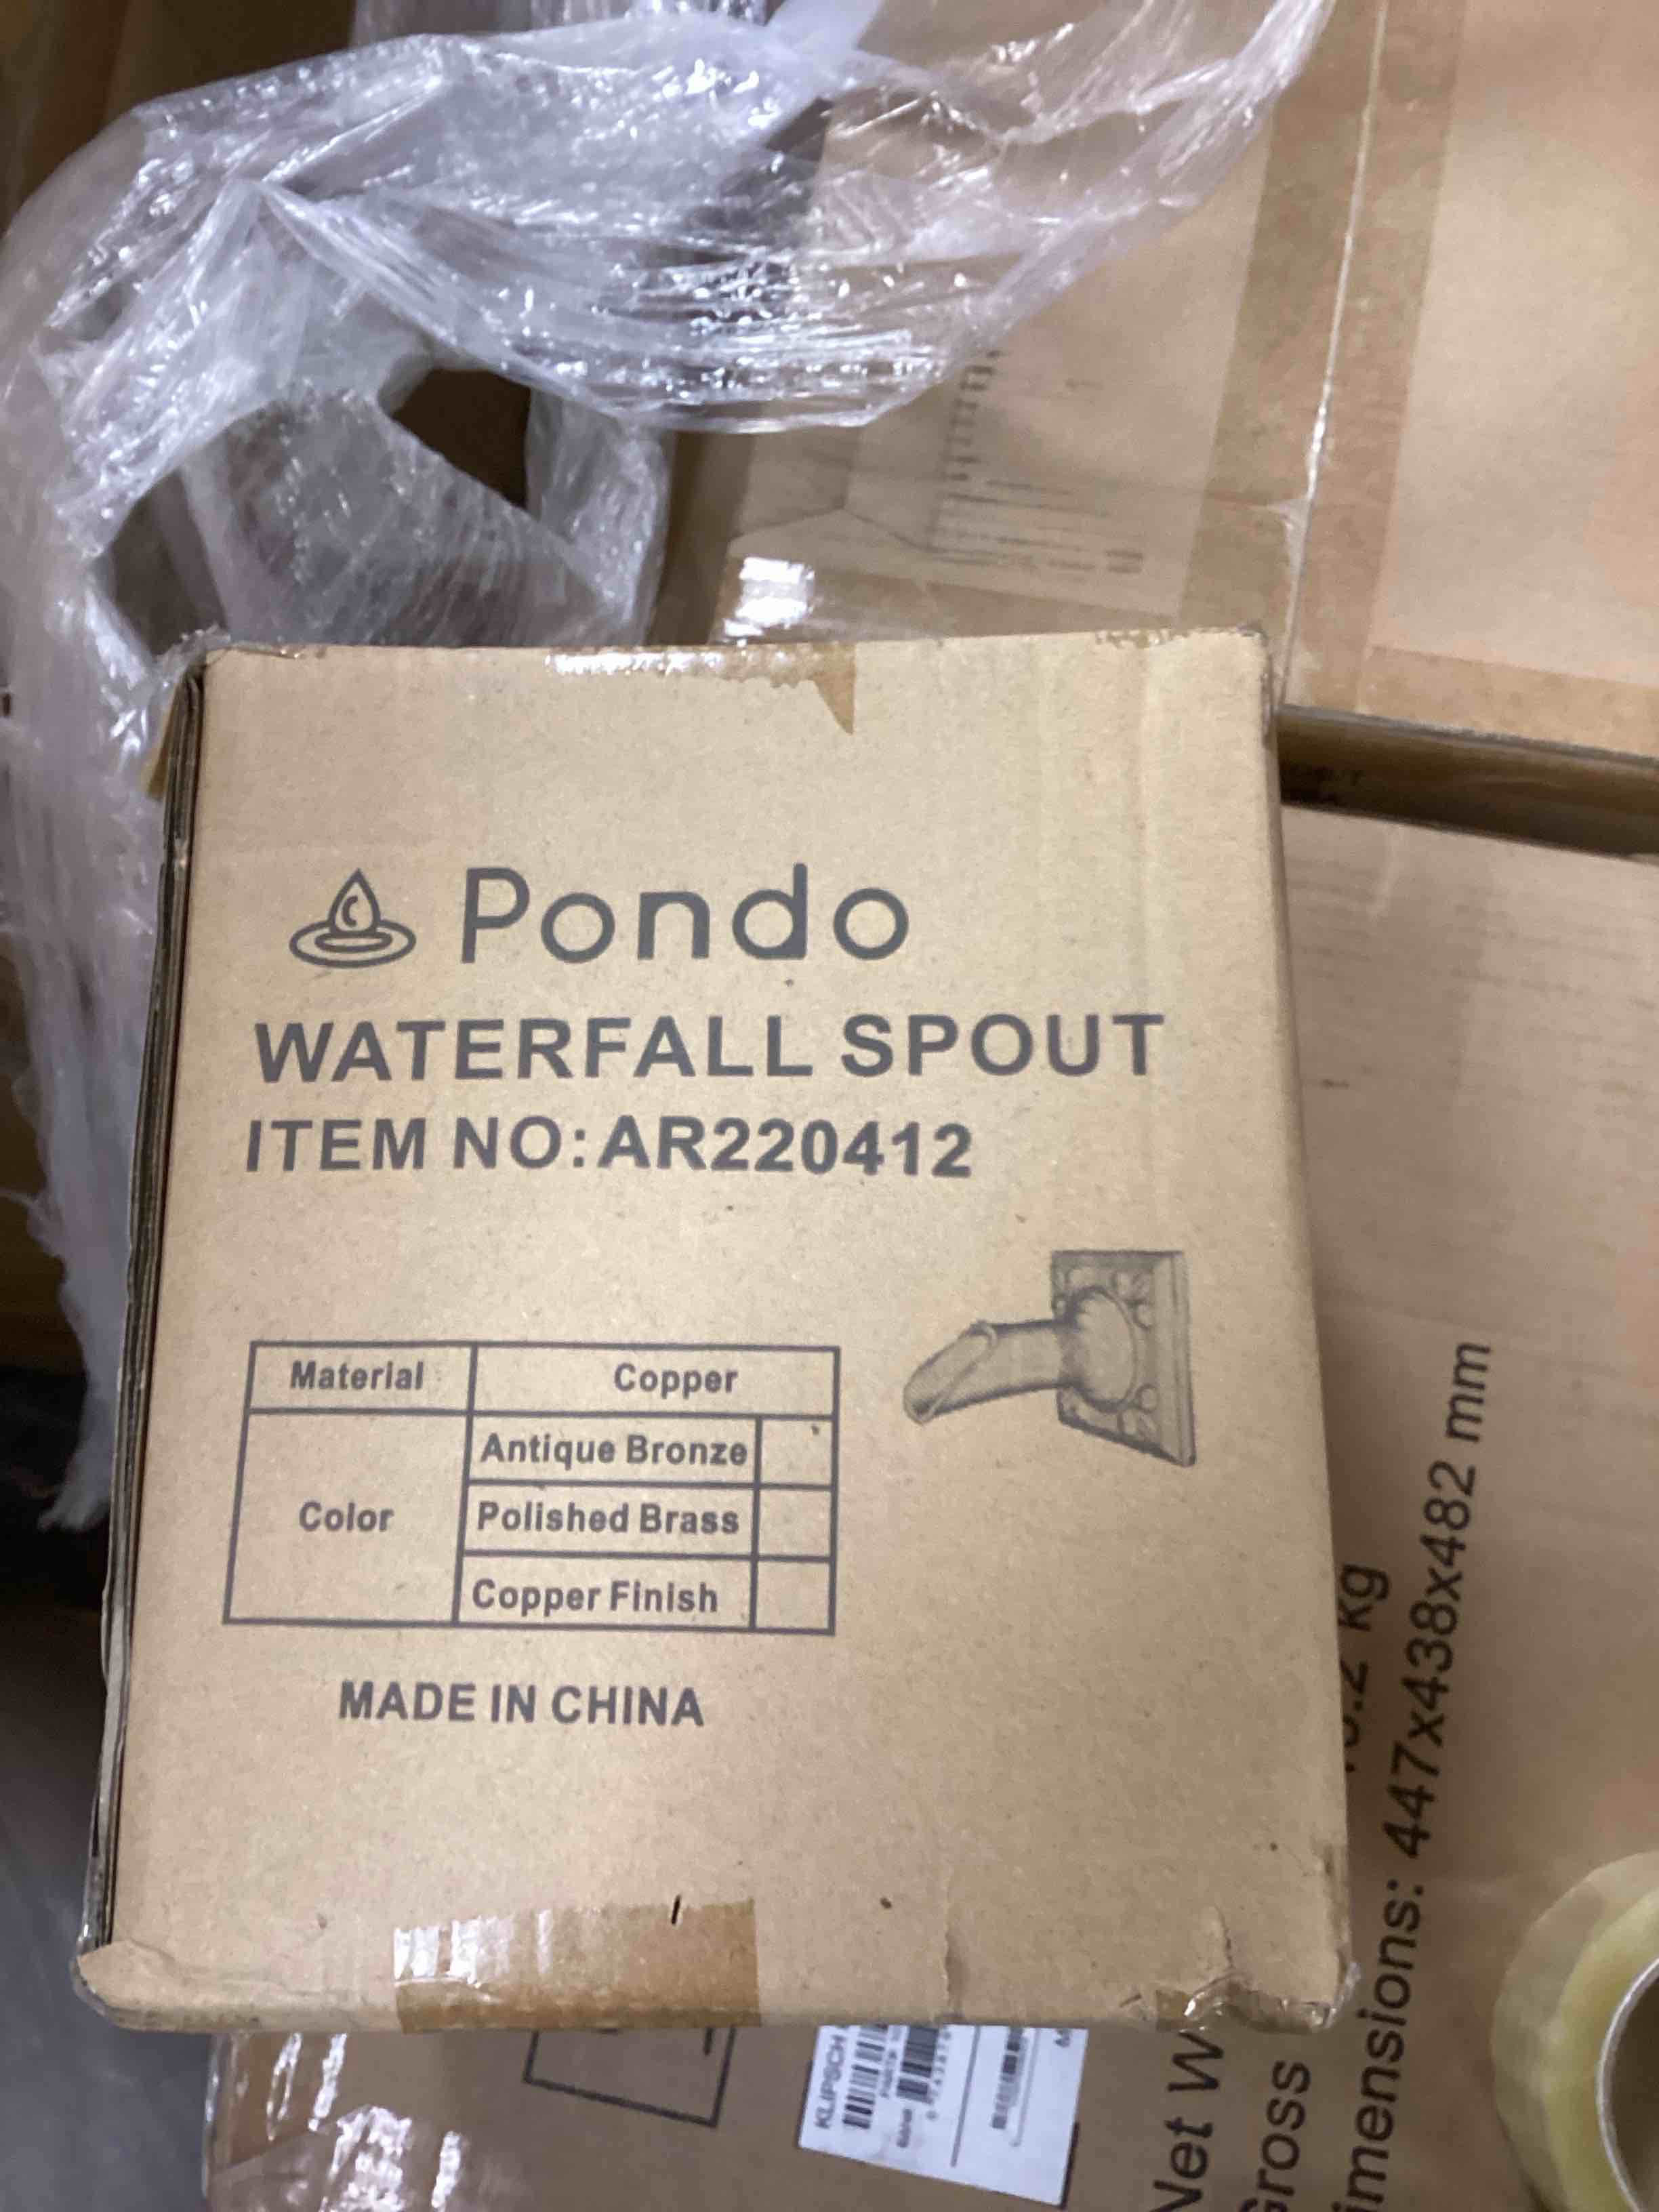 Pondo
WATERFALL SPOUT
ITEM NO:AR220412
Material Copper
Color
Antique Bronze
Polished Brass
Copper Finish
MADE IN CHINA
kg
imensions: 447x438x482 mm
Net W
Gross
KLIPSCH